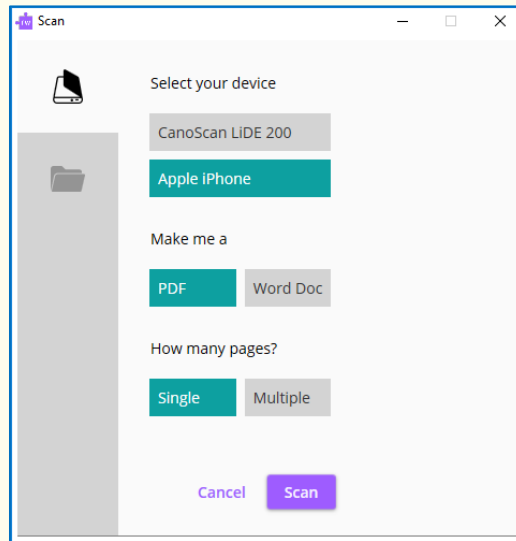 rw Scan
Select your device
CanoScan LiDE 200
Apple iPhone
Make me a
PDF Word Doc
How many pages?
Single Multiple
Cancel Scan